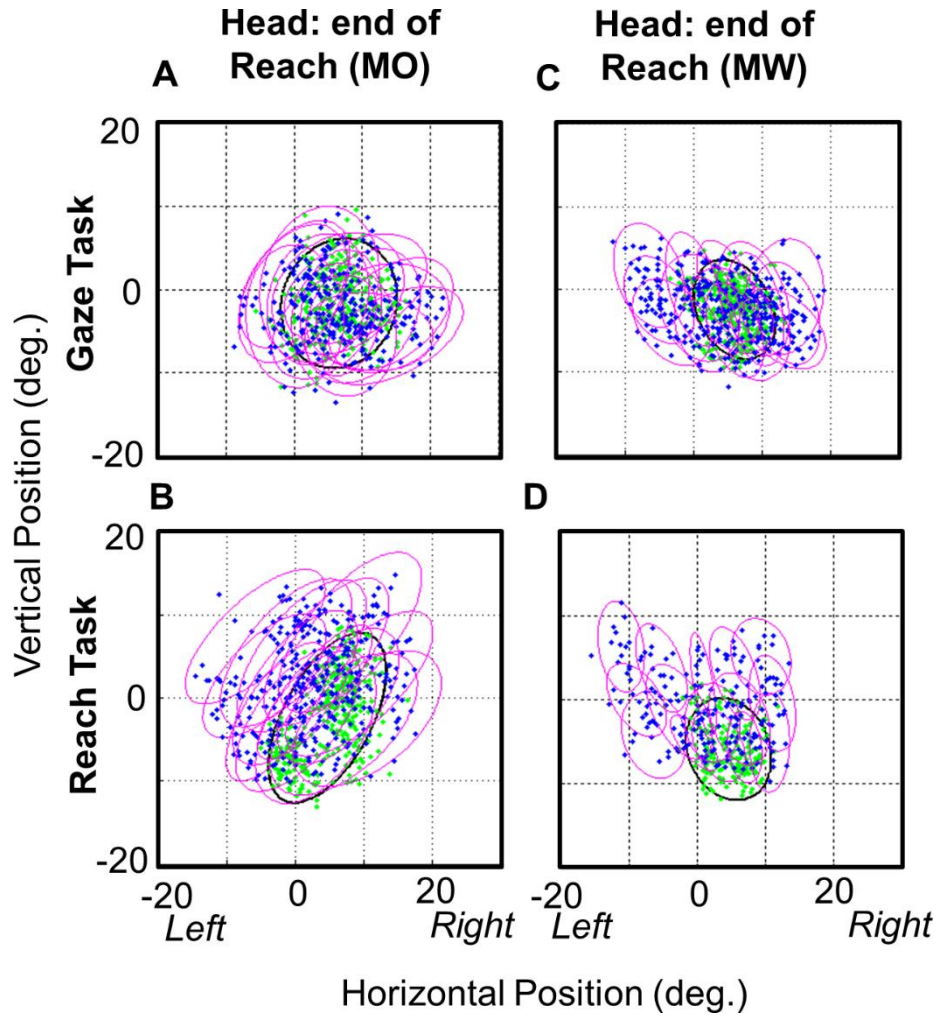 Head: end of
Reach (MO)
Head: end of
Reach (MW)
A
C
20
0
-20
Gaze Task
B
D
20
0
-20
Reach Task
Vertical Position (deg.)
-20 0 20
-20 0 20
Left Right
Left Right
Horizontal Position (deg.)